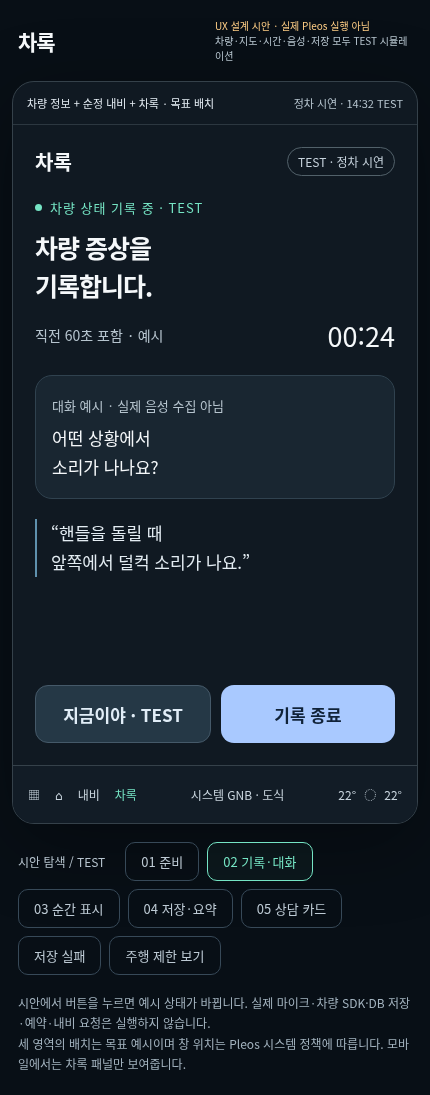 차록
UX 설계 시안 · 실제 Pleos 실행 아님
차량·지도·시간·음성·저장 모두 TEST 시뮬레
이션
차량 정보 + 순정 내비 + 차록 · 목표 배치
정차 시연 · 14:32 TEST
차록
TEST · 정차 시연
차량 상태 기록 중 · TEST
차량 증상을
기록합니다.
직전 60초 포함 · 예시
00:24
대화 예시 · 실제 음성 수집 아님
어떤 상황에서
소리가 나나요?
“핸들을 돌릴 때
앞쪽에서 덜컥 소리가 나요.”
지금이야 · TEST
기록 종료
▦ ⌂ 내비 차록
시스템 GNB · 도식
22° ◌ 22°
시안 탐색 / TEST
01 준비
02 기록·대화
03 순간 표시
04 저장·요약
05 상담 카드
저장 실패
주행 제한 보기
시안에서 버튼을 누르면 예시 상태가 바뀝니다. 실제 마이크·차량 SDK·DB 저장
·예약·내비 요청은 실행하지 않습니다.
세 영역의 배치는 목표 예시이며 창 위치는 Pleos 시스템 정책에 따릅니다. 모바
일에서는 차록 패널만 보여줍니다.